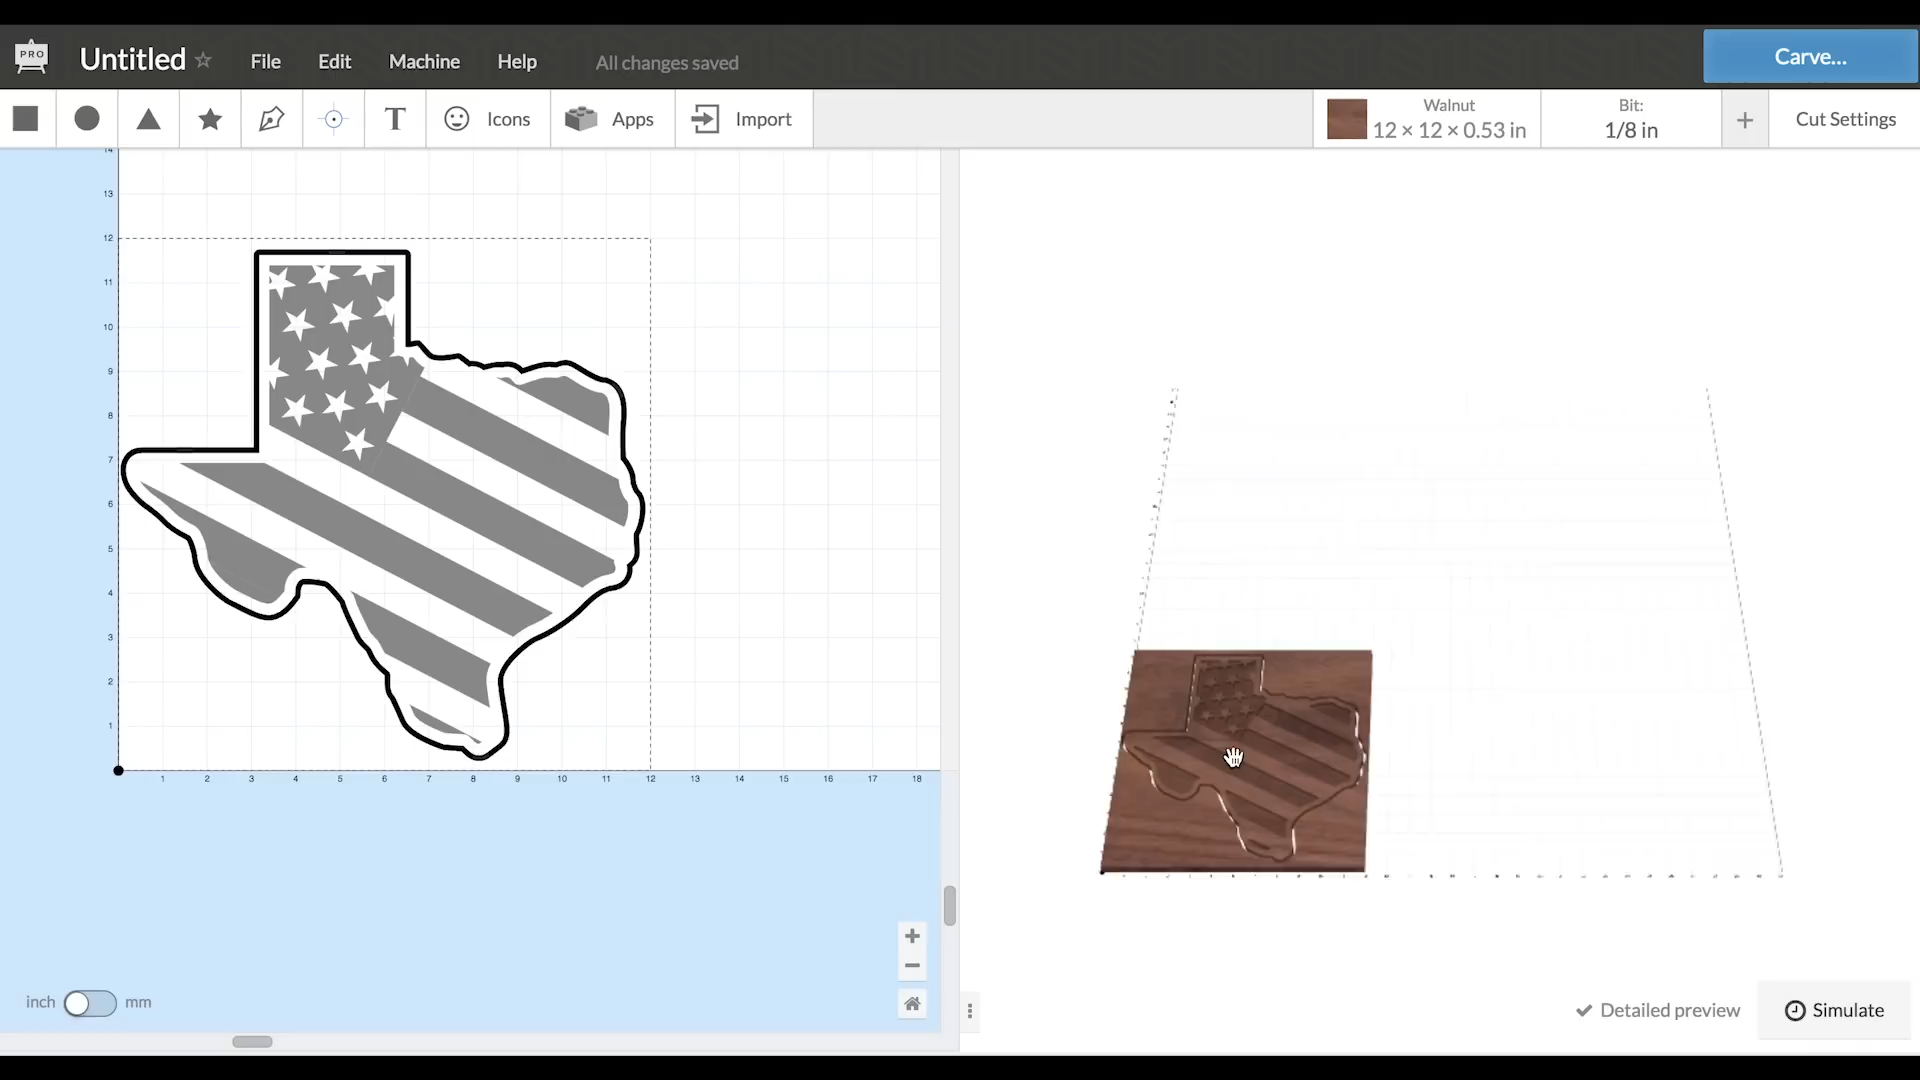 PRO
Untitled File Edit Machine Help All changes saved Carve...
T Icons Apps Import Walnut Bit: + Cut Settings
12 × 12 × 0.53 in 1/8 in
14
13
12
11
10
9
8
7
6
5
4
3
2
1
1 2 3 4 5 6 7 8 9 10 11 12 13 14 15 16 17 18
+
−
inch mm
Detailed preview Simulate